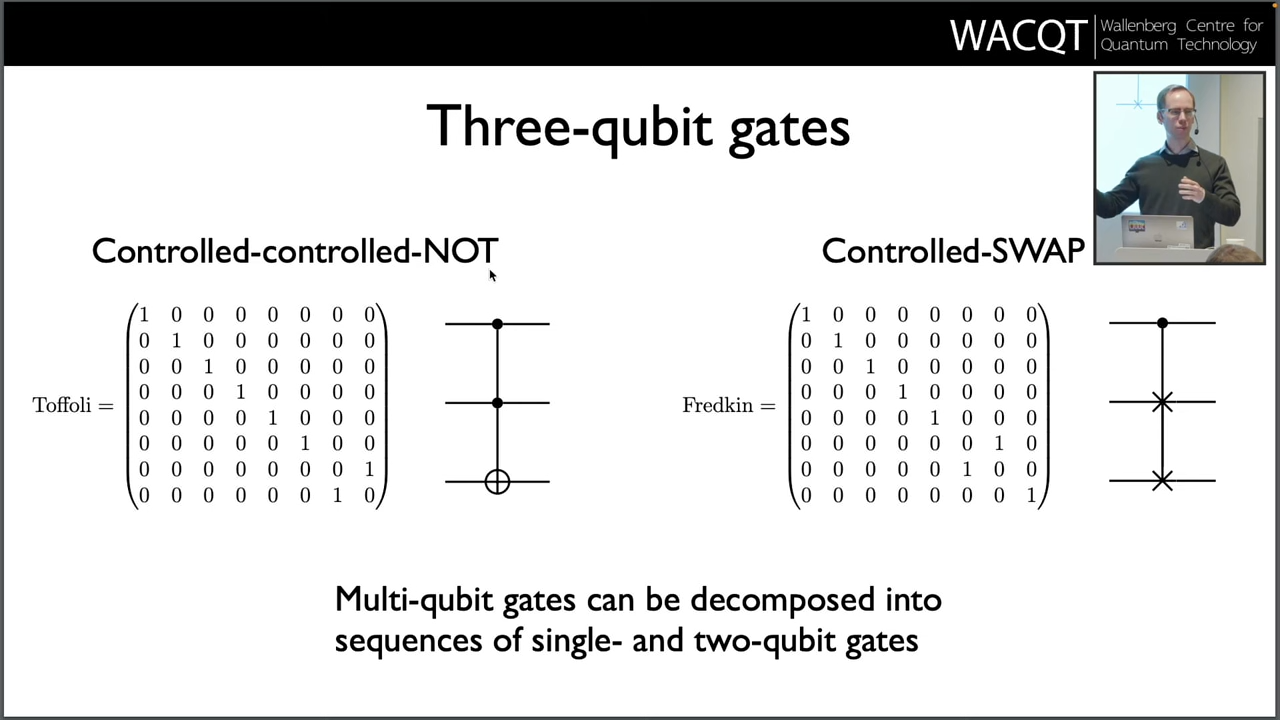 WACQT
Wallenberg Centre for
Quantum Technology
Three-qubit gates
Controlled-controlled-NOT
Controlled-SWAP
Toffoli =
1 0 0 0 0 0 0 0
0 1 0 0 0 0 0 0
0 0 1 0 0 0 0 0
0 0 0 1 0 0 0 0
0 0 0 0 1 0 0 0
0 0 0 0 0 1 0 0
0 0 0 0 0 0 0 1
0 0 0 0 0 0 1 0
Fredkin =
1 0 0 0 0 0 0 0
0 1 0 0 0 0 0 0
0 0 1 0 0 0 0 0
0 0 0 1 0 0 0 0
0 0 0 0 1 0 0 0
0 0 0 0 0 0 1 0
0 0 0 0 0 1 0 0
0 0 0 0 0 0 0 1
Multi-qubit gates can be decomposed into
sequences of single- and two-qubit gates